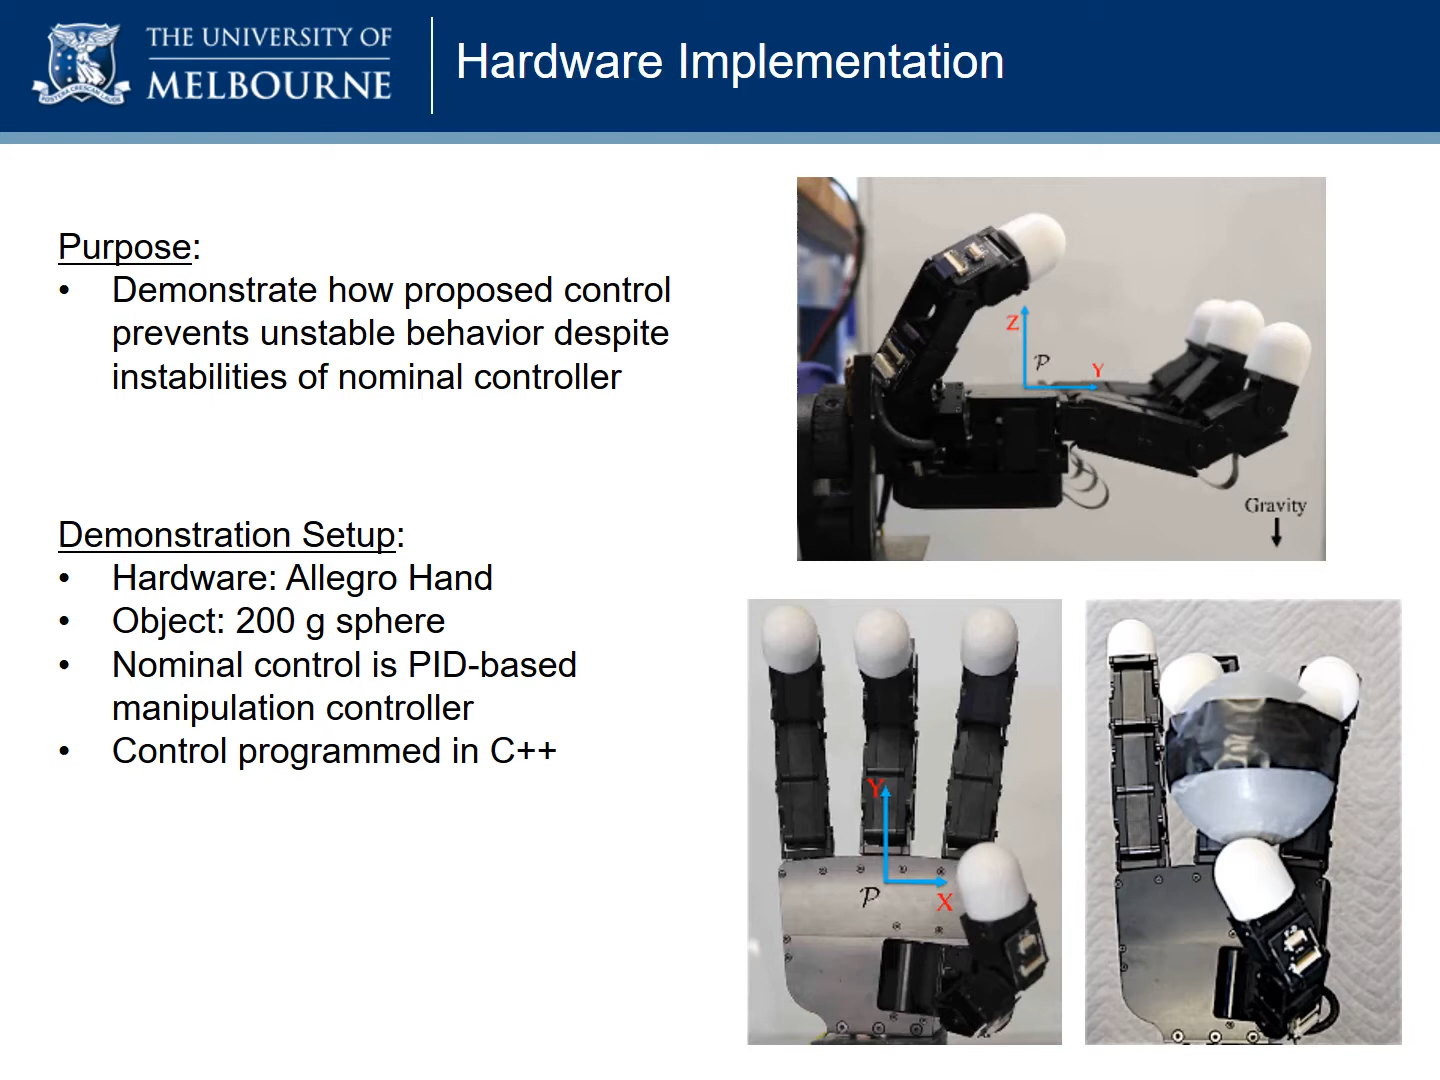 THE UNIVERSITY OF
MELBOURNE
Hardware Implementation
Purpose:
• Demonstrate how proposed control
prevents unstable behavior despite
instabilities of nominal controller
Demonstration Setup:
• Hardware: Allegro Hand
• Object: 200 g sphere
• Nominal control is PID-based
manipulation controller
• Control programmed in C++
Z
P
Y
Gravity
Y
P
X